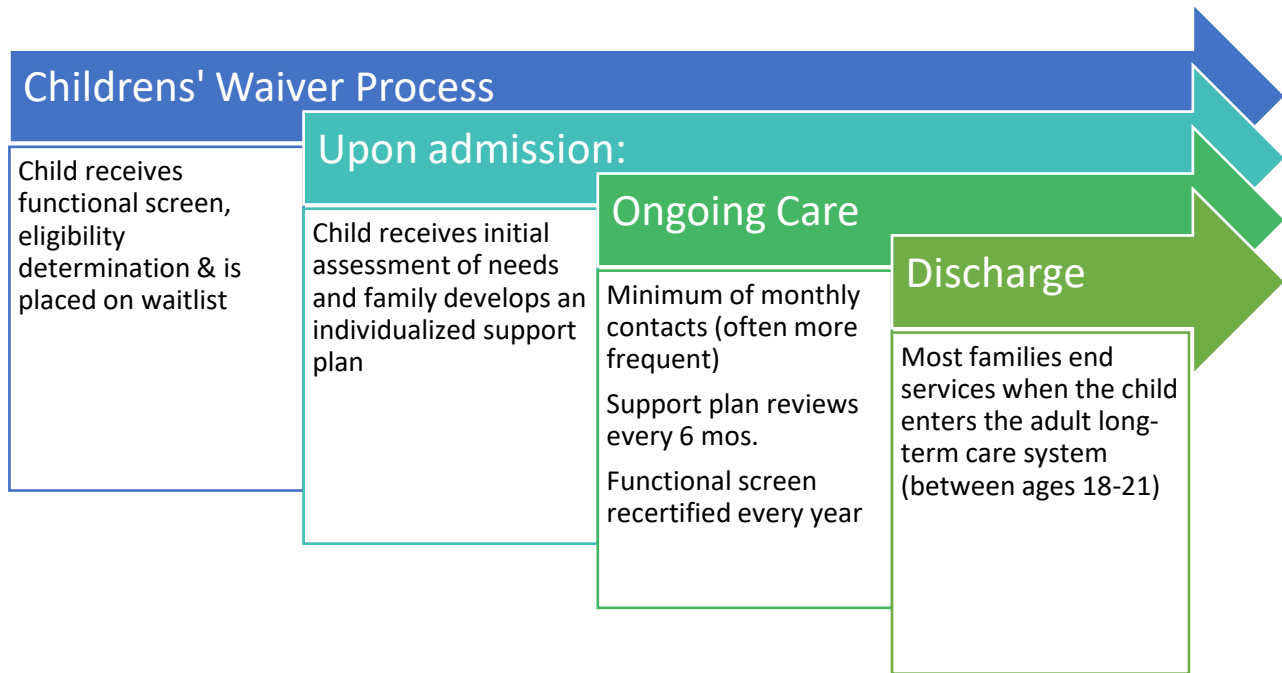 Childrens' Waiver Process
Child receives
functional screen,
eligibility
determination & is
placed on waitlist
Upon admission:
Child receives initial
assessment of needs
and family develops an
individualized support
plan
Ongoing Care
Minimum of monthly
contacts (often more
frequent)
Support plan reviews
every 6 mos.
Functional screen
recertified every year
Discharge
Most families end
services when the child
enters the adult long-
term care system
(between ages 18-21)